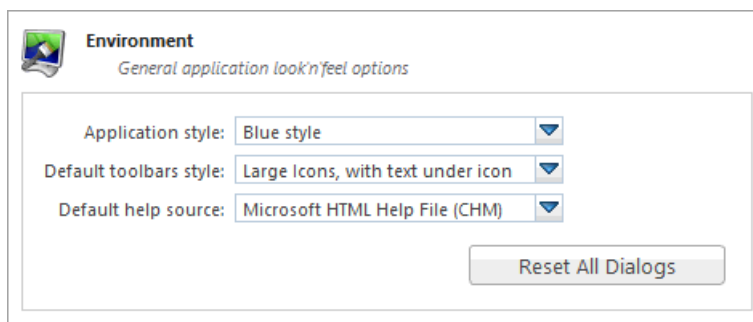 Environment
General application look'n'feel options
Application style: Blue style
Default toolbars style: Large Icons, with text under icon
Default help source: Microsoft HTML Help File (CHM)
Reset All Dialogs